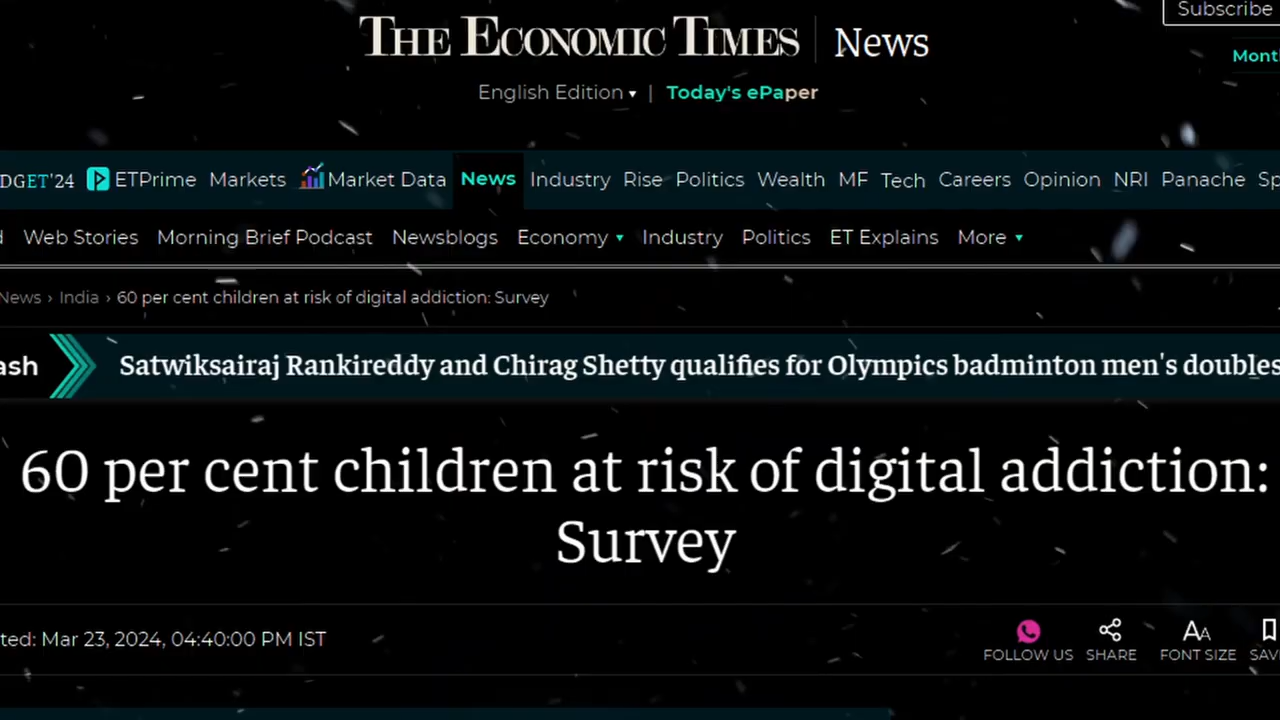 Subscribe
THE ECONOMIC TIMES | News
English Edition | Today's ePaper
DGET'24 ETPrime Markets Market Data News Industry Rise Politics Wealth MF Tech Careers Opinion NRI Panache Sp
Web Stories Morning Brief Podcast Newsblogs Economy Industry Politics ET Explains More
News › India › 60 per cent children at risk of digital addiction: Survey
ash Satwiksairaj Rankireddy and Chirag Shetty qualifies for Olympics badminton men's doubles
60 per cent children at risk of digital addiction:
Survey
ted: Mar 23, 2024, 04:40:00 PM IST
FOLLOW US SHARE FONT SIZE SAV